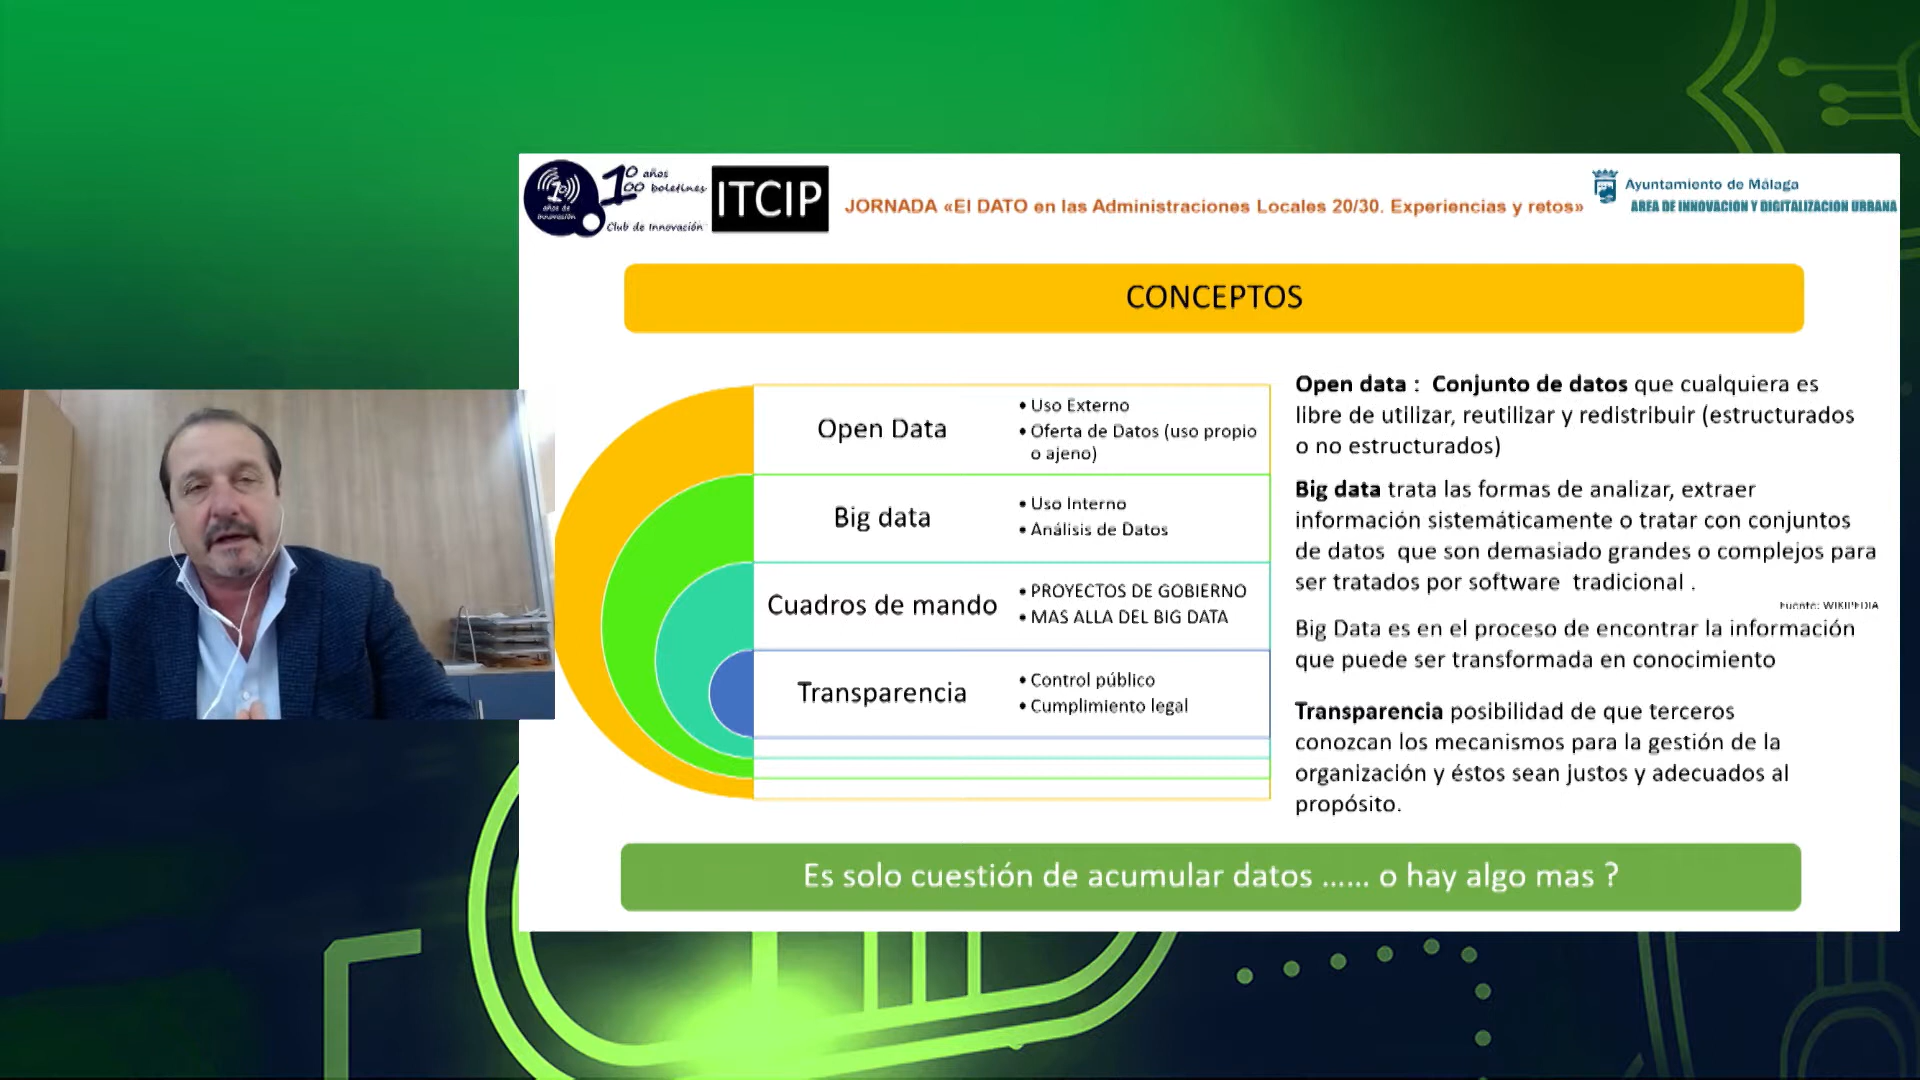 10
años de
innovación
10 años
100 boletines
Club de Innovación
ITCIP
JORNADA «El DATO en las Administraciones Locales 20/30. Experiencias y retos»
Ayuntamiento de Málaga
AREA DE INNOVACION Y DIGITALIZACION URBANA
CONCEPTOS
Open Data
• Uso Externo
• Oferta de Datos (uso propio
o ajeno)
Big data
• Uso Interno
• Análisis de Datos
Cuadros de mando
• PROYECTOS DE GOBIERNO
• MAS ALLA DEL BIG DATA
Transparencia
• Control público
• Cumplimiento legal
Open data : Conjunto de datos que cualquiera es
libre de utilizar, reutilizar y redistribuir (estructurados
o no estructurados)
Big data trata las formas de analizar, extraer
información sistemáticamente o tratar con conjuntos
de datos que son demasiado grandes o complejos para
ser tratados por software tradicional .
Fuente: WIKIPEDIA
Big Data es en el proceso de encontrar la información
que puede ser transformada en conocimiento
Transparencia posibilidad de que terceros
conozcan los mecanismos para la gestión de la
organización y éstos sean justos y adecuados al
propósito.
Es solo cuestión de acumular datos ...... o hay algo mas ?